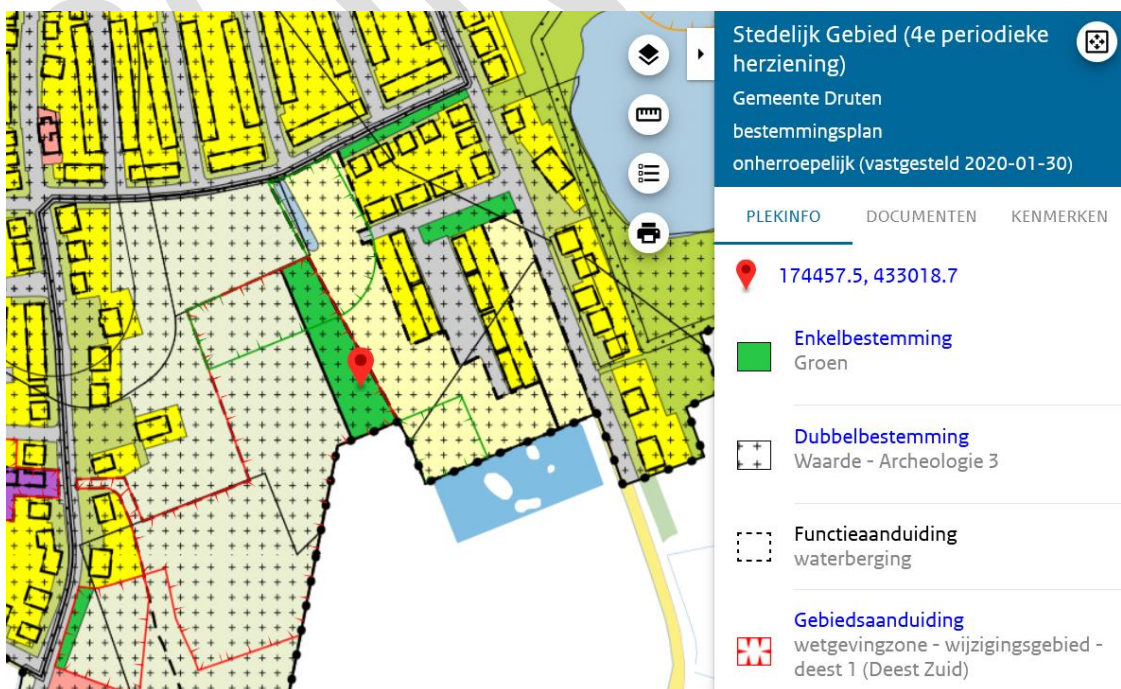 Stedelijk Gebied (4e periodieke
herziening)
Gemeente Druten
bestemmingsplan
onherroepelijk (vastgesteld 2020-01-30)
PLEKINFO DOCUMENTEN KENMERKEN
174457.5, 433018.7
Enkelbestemming
Groen
Dubbelbestemming
Waarde - Archeologie 3
Functieaanduiding
waterberging
Gebiedsaanduiding
wetgevingzone - wijzigingsgebied -
deest 1 (Deest Zuid)